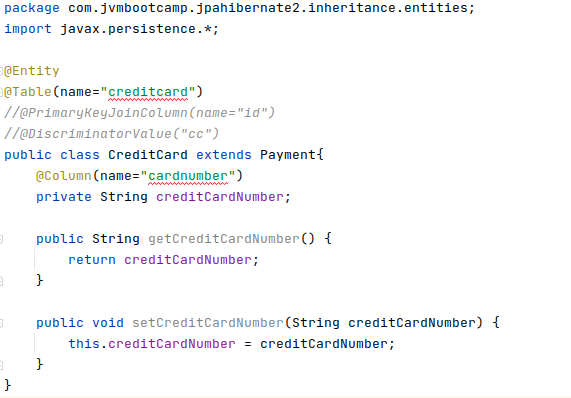 package com.jvmbootcamp.jpahibernate2.inheritance.entities;
import javax.persistence.*;
@Entity
@Table(name="creditcard")
//@PrimaryKeyJoinColumn(name="id")
//@DiscriminatorValue("cc")
public class CreditCard extends Payment{
    @Column(name="cardnumber")
    private String creditCardNumber;
    public String getCreditCardNumber() {
        return creditCardNumber;
    }
    public void setCreditCardNumber(String creditCardNumber) {
        this.creditCardNumber = creditCardNumber;
    }
}